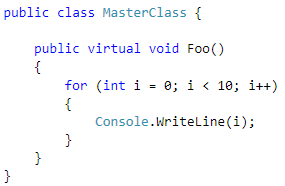 public class MasterClass {
public virtual void Foo()
{
for (int i = 0; i < 10; i++)
{
Console.WriteLine(i);
}
}
}